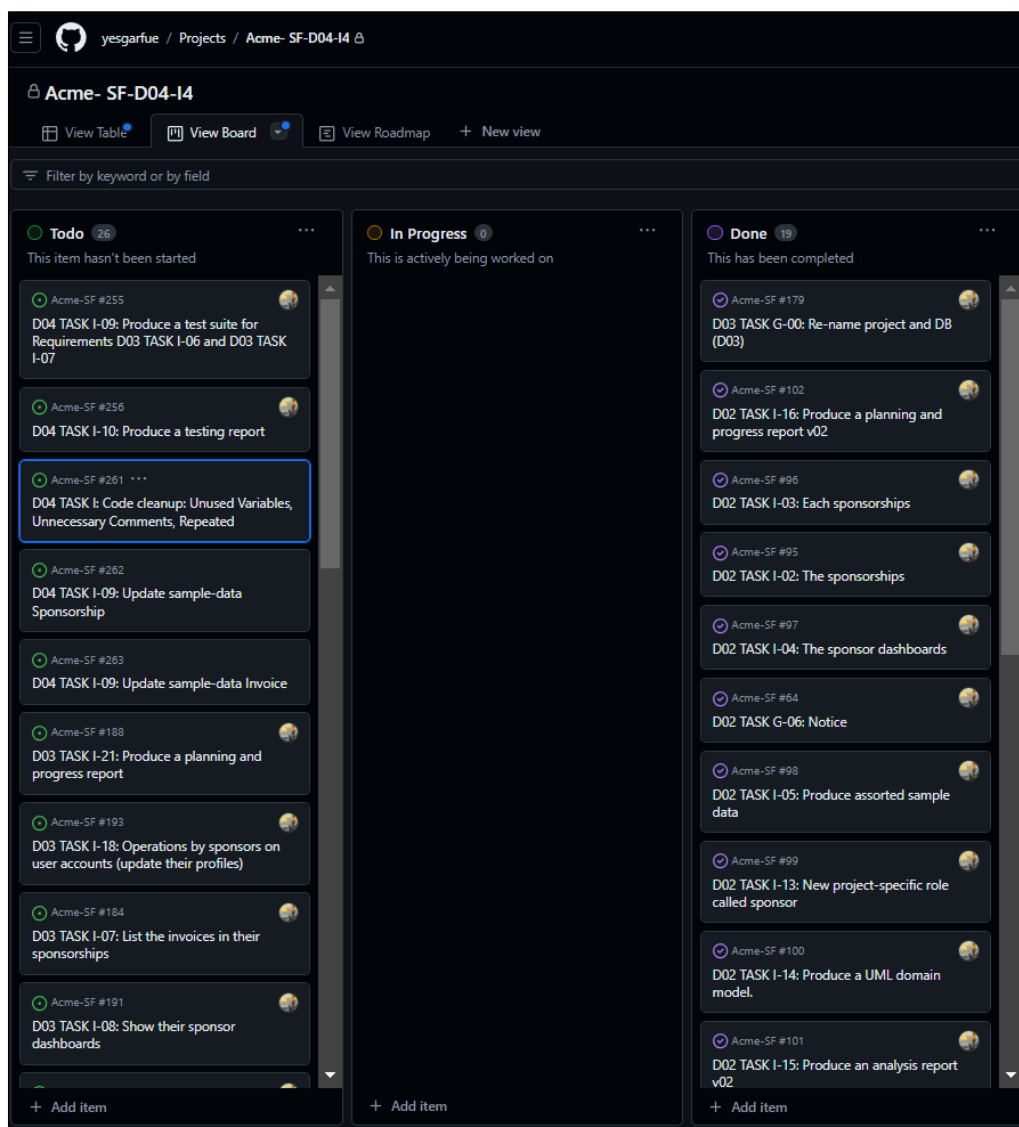 yesgarfue / Projects / Acme- SF-D04-I4
Acme- SF-D04-I4
View Table
View Board
View Roadmap
+ New view
Filter by keyword or by field
Todo 26
This item hasn't been started
Acme-SF #255
D04 TASK I-09: Produce a test suite for
Requirements D03 TASK I-06 and D03 TASK
I-07
Acme-SF #256
D04 TASK I-10: Produce a testing report
Acme-SF #261 ···
D04 TASK I: Code cleanup: Unused Variables,
Unnecessary Comments, Repeated
Acme-SF #262
D04 TASK I-09: Update sample-data
Sponsorship
Acme-SF #263
D04 TASK I-09: Update sample-data Invoice
Acme-SF #188
D03 TASK I-21: Produce a planning and
progress report
Acme-SF #193
D03 TASK I-18: Operations by sponsors on
user accounts (update their profiles)
Acme-SF #184
D03 TASK I-07: List the invoices in their
sponsorships
Acme-SF #191
D03 TASK I-08: Show their sponsor
dashboards
+ Add item
In Progress 0
This is actively being worked on
+ Add item
Done 19
This has been completed
Acme-SF #179
D03 TASK G-00: Re-name project and DB
(D03)
Acme-SF #102
D02 TASK I-16: Produce a planning and
progress report v02
Acme-SF #96
D02 TASK I-03: Each sponsorships
Acme-SF #95
D02 TASK I-02: The sponsorships
Acme-SF #97
D02 TASK I-04: The sponsor dashboards
Acme-SF #64
D02 TASK G-06: Notice
Acme-SF #98
D02 TASK I-05: Produce assorted sample
data
Acme-SF #99
D02 TASK I-13: New project-specific role
called sponsor
Acme-SF #100
D02 TASK I-14: Produce a UML domain
model.
Acme-SF #101
D02 TASK I-15: Produce an analysis report
v02
+ Add item